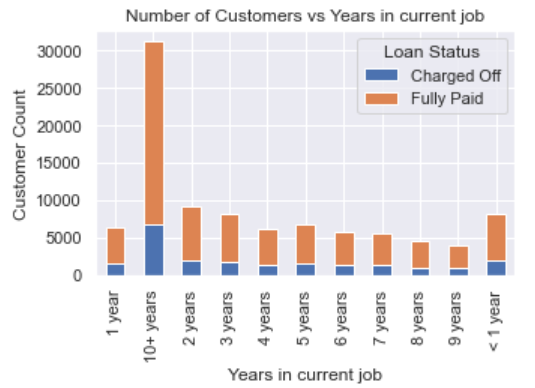 Number of Customers vs Years in current job
Loan Status
Charged Off
Fully Paid
Customer Count
30000
25000
20000
15000
10000
5000
0
1 year
10+ years
2 years
3 years
4 years
5 years
6 years
7 years
8 years
9 years
< 1 year
Years in current job